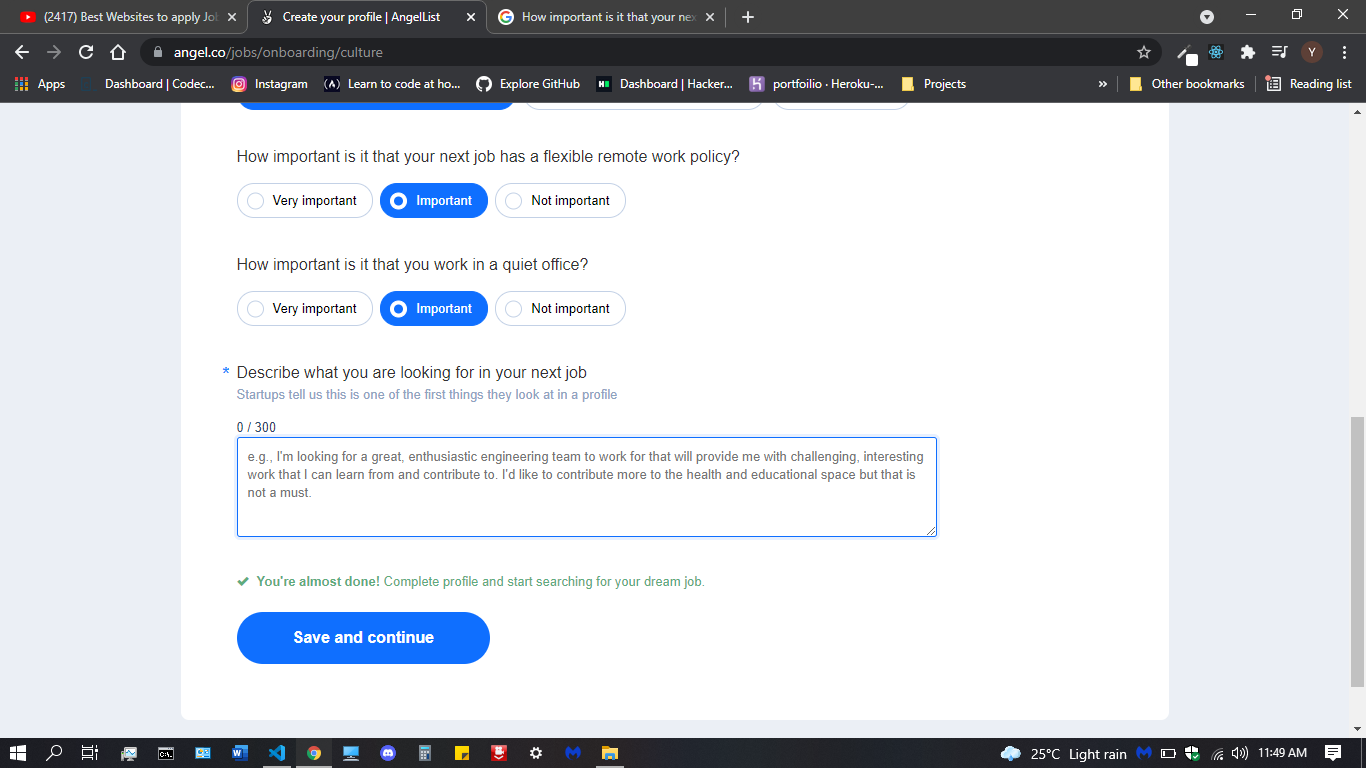 (2417) Best Websites to apply Jo
Create your profile | AngelList
How important is it that your nex
angel.co/jobs/onboarding/culture
Y
Apps
Dashboard | Codec...
Instagram
(A)
Learn to code at ho...
Explore GitHub
Dashboard | Hacker...
portfoilio · Heroku-...
Projects
»
Other bookmarks
Reading list
How important is it that your next job has a flexible remote work policy?
Very important
Important
Not important
How important is it that you work in a quiet office?
Very important
Important
Not important
* Describe what you are looking for in your next job
Startups tell us this is one of the first things they look at in a profile
0 / 300
e.g., I'm looking for a great, enthusiastic engineering team to work for that will provide me with challenging, interesting
work that I can learn from and contribute to. I'd like to contribute more to the health and educational space but that is
not a must.
You're almost done! Complete profile and start searching for your dream job.
Save and continue
25°C Light rain
11:49 AM